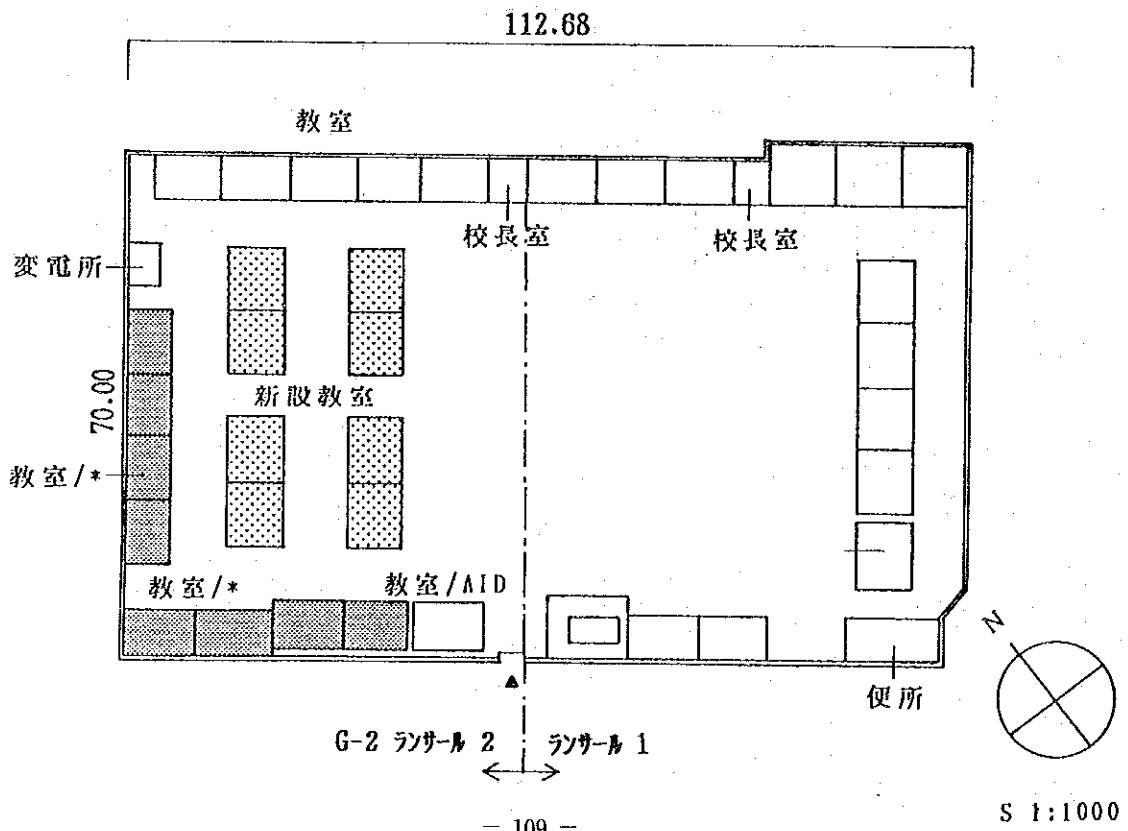 112.68
教室
校長室
校長室
変電所
70.00
新設教室
教室/*
教室/*
教室/AID
便所
N
G-2 ランサール 2
ランサール 1
S 1:1000
— 109 —